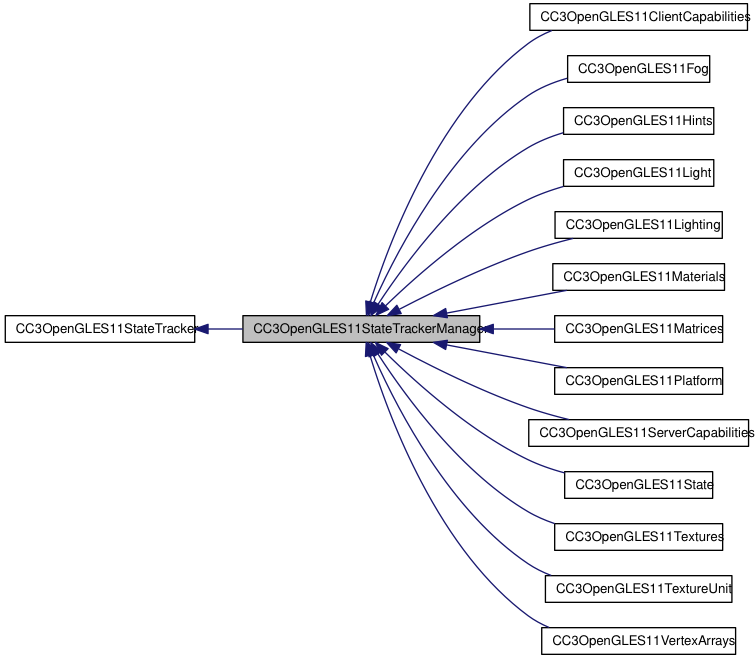 CC3OpenGLES11ClientCapabilities
CC3OpenGLES11Fog
CC3OpenGLES11Hints
CC3OpenGLES11Light
CC3OpenGLES11Lighting
CC3OpenGLES11Materials
CC3OpenGLES11StateTracker
CC3OpenGLES11StateTrackerManager
CC3OpenGLES11Matrices
CC3OpenGLES11Platform
CC3OpenGLES11ServerCapabilities
CC3OpenGLES11State
CC3OpenGLES11Textures
CC3OpenGLES11TextureUnit
CC3OpenGLES11VertexArrays